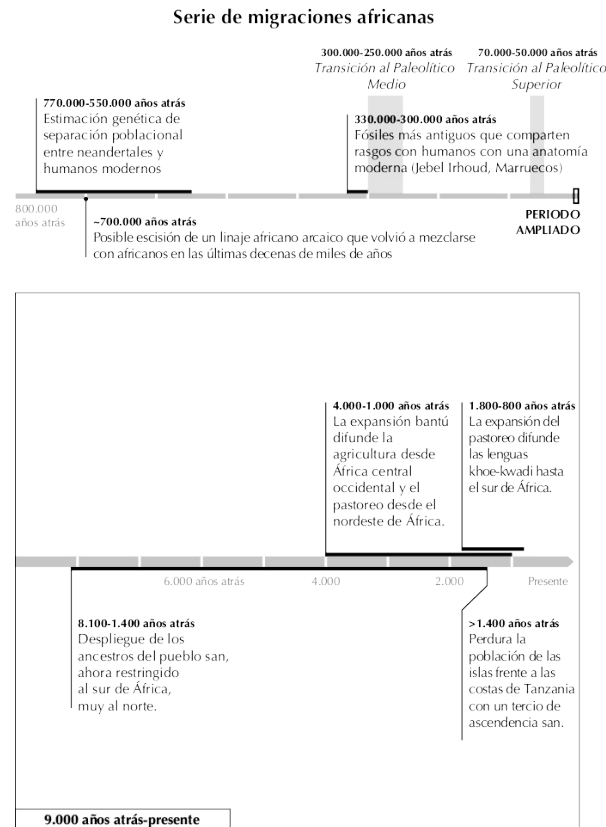 Serie de migraciones africanas
300.000-250.000 años atrás
Transición al Paleolítico
Medio
70.000-50.000 años atrás
Transición al Paleolítico
Superior
770.000-550.000 años atrás
Estimación genética de
separación poblacional
entre neandertales y
humanos modernos
330.000-300.000 años atrás
Fósiles más antiguos que comparten
rasgos con humanos con una anatomía
moderna (Jebel Irhoud, Marruecos)
800.000
años atrás
~700.000 años atrás
Posible escisión de un linaje africano arcaico que volvió a mezclarse
con africanos en las últimas decenas de miles de años
PERIODO
AMPLIADO
4.000-1.000 años atrás
La expansión bantú
difunde la
agricultura desde
África central
occidental y el
pastoreo desde el
nordeste de África.
1.800-800 años atrás
La expansión del
pastoreo difunde
las lenguas
khoe-kwadi hasta
el sur de África.
6.000 años atrás
4.000
2.000
Presente
8.100-1.400 años atrás
Despliegue de los
ancestros del pueblo san,
ahora restringido
al sur de África,
muy al norte.
>1.400 años atrás
Perdura la
población de las
islas frente a las
costas de Tanzania
con un tercio de
ascendencia san.
9.000 años atrás-presente